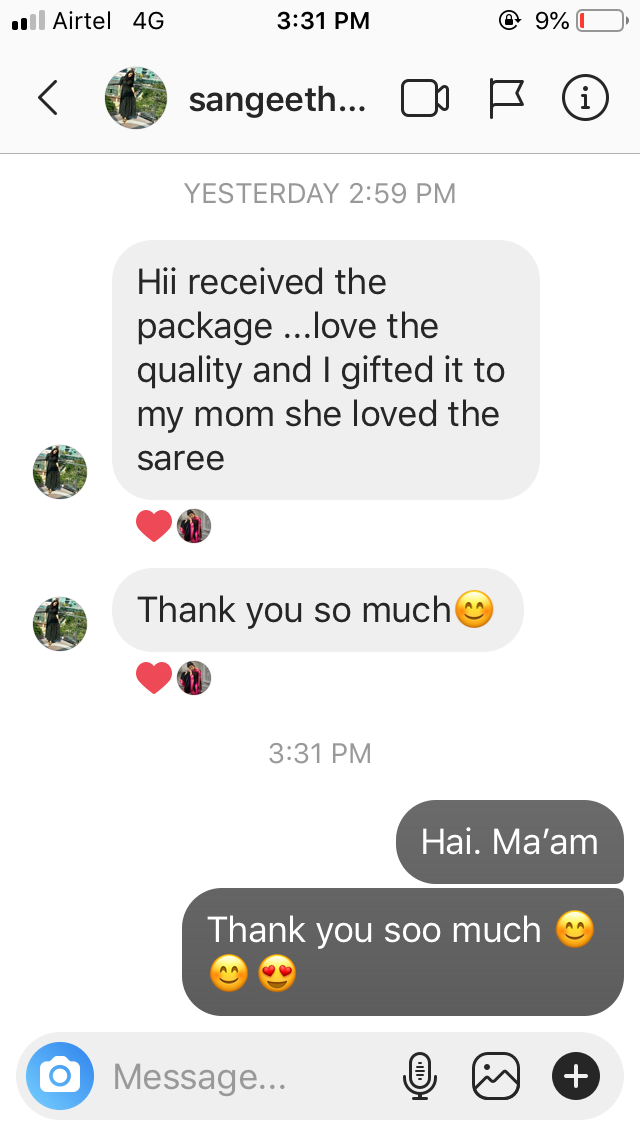 Airtel 4G 3:31 PM 9%
sangeeth...
YESTERDAY 2:59 PM
Hii received the
package ...love the
quality and I gifted it to
my mom she loved the
saree
Thank you so much😊
3:31 PM
Hai. Ma’am
Thank you soo much 😊
😊😍
Message...